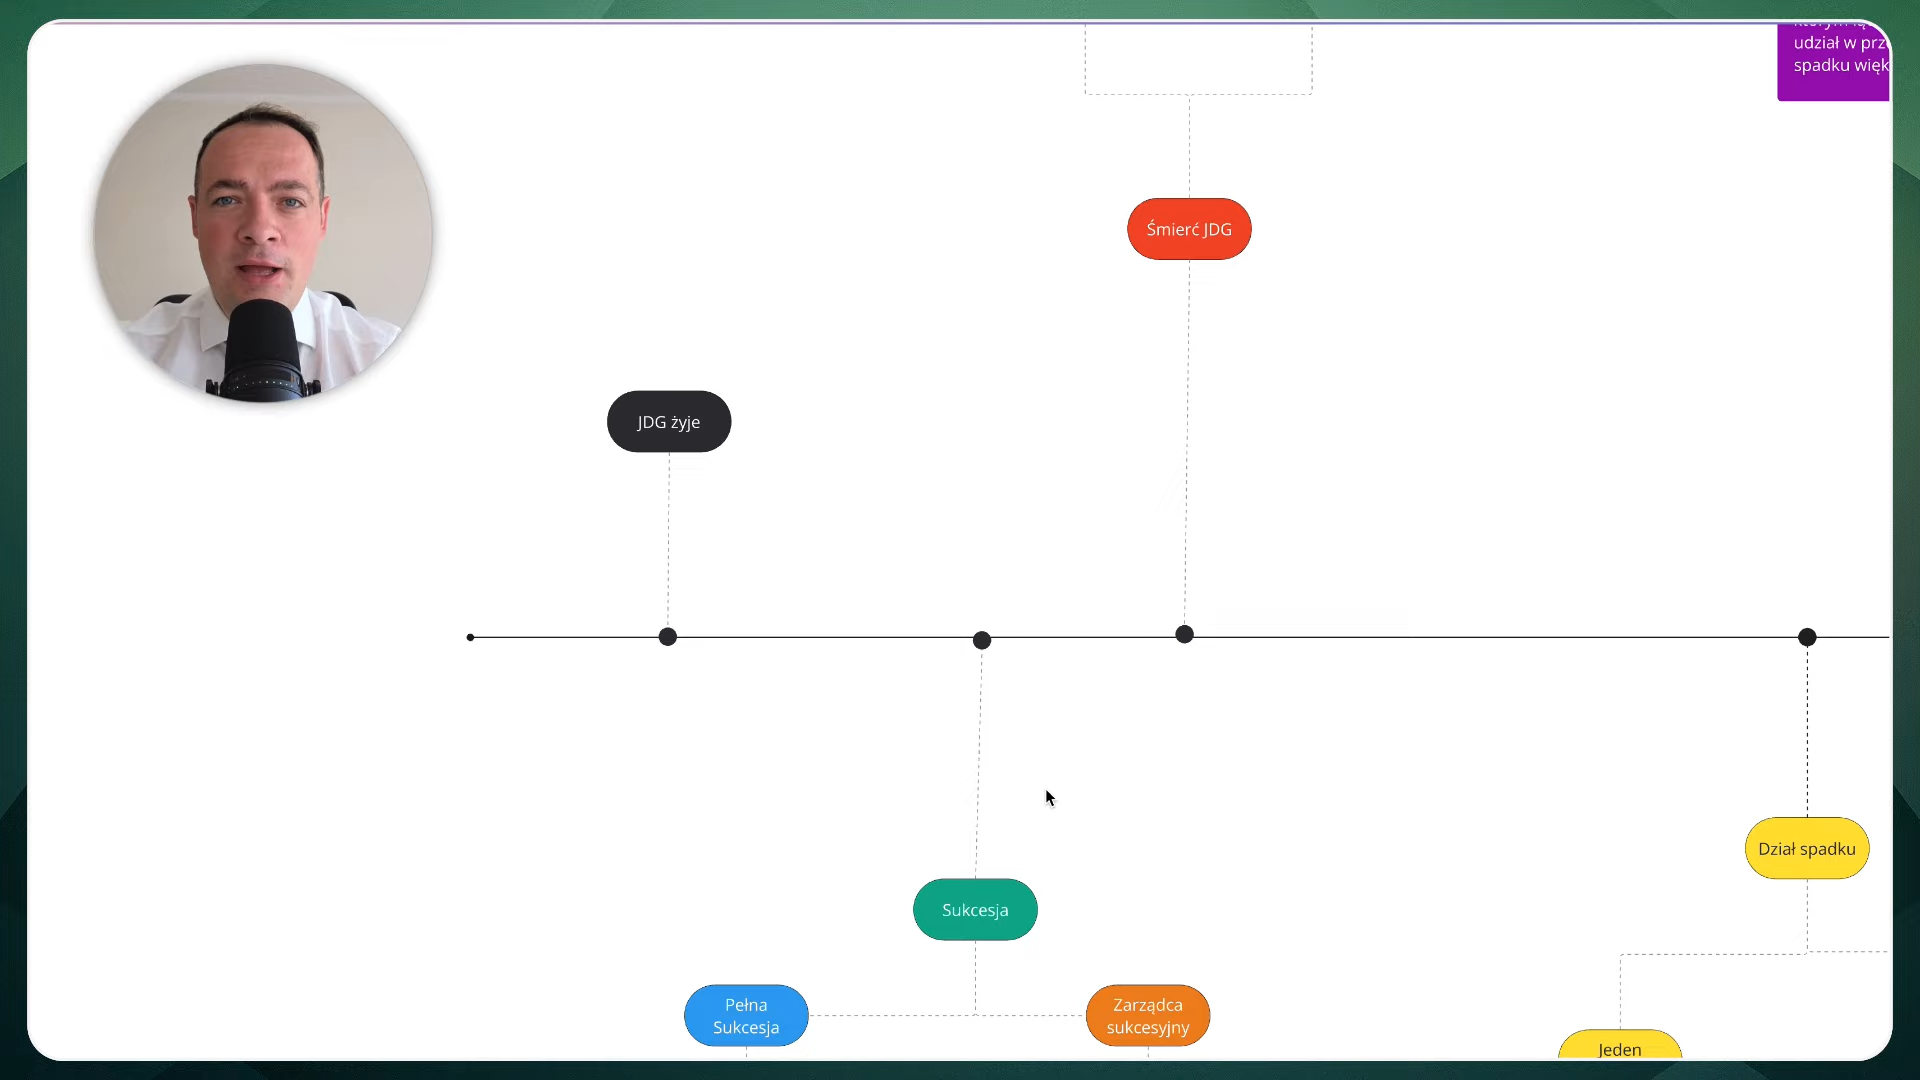 udział w prz
spadku więk
Śmierć JDG
JDG żyje
Dział spadku
Sukcesja
Pełna
Sukcesja
Zarządca
sukcesyjny
Jeden